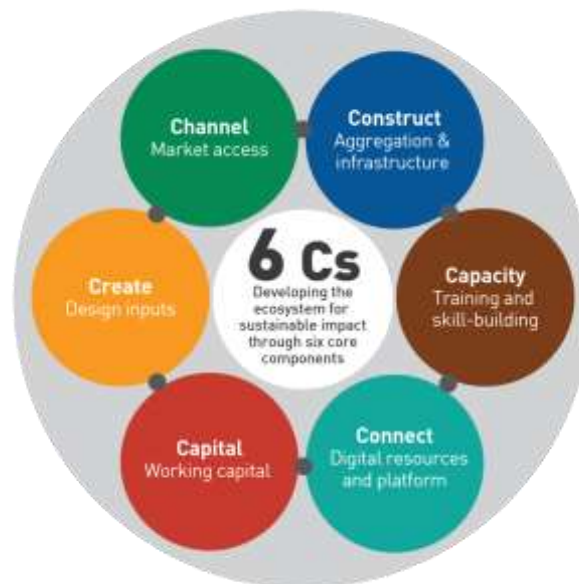 Channel
Market access
Construct
Aggregation &
infrastructure
Create
Design inputs
6 Cs
Developing the
ecosystem for
sustainable impact
through six core
components
Capacity
Training and
skill-building
Capital
Working capital
Connect
Digital resources
and platform